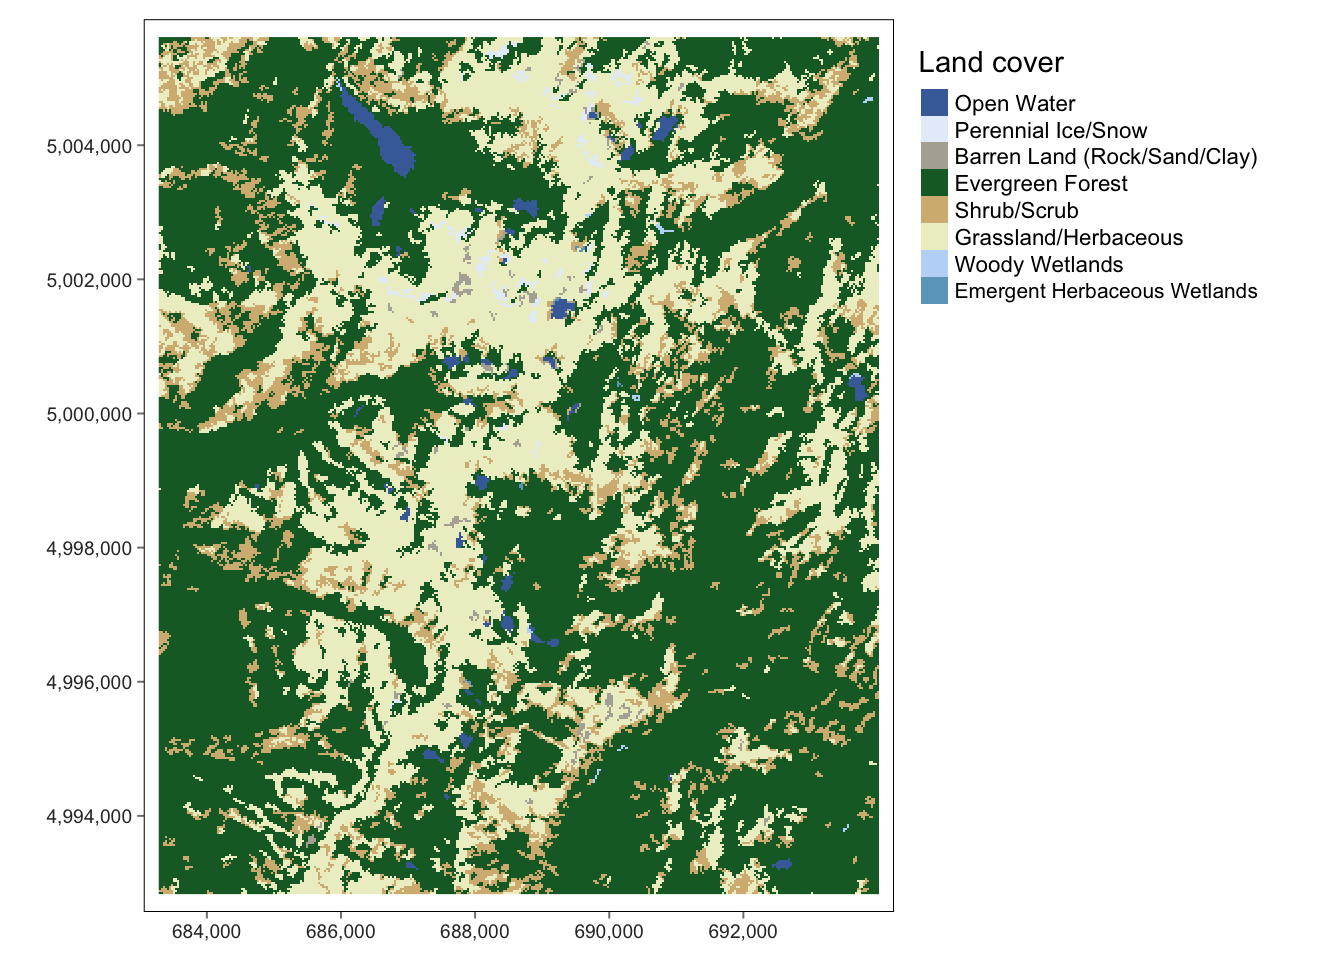 Land cover
Open Water
Perennial Ice/Snow
Barren Land (Rock/Sand/Clay)
Evergreen Forest
Shrub/Scrub
Grassland/Herbaceous
Woody Wetlands
Emergent Herbaceous Wetlands
5,004,000
5,002,000
5,000,000
4,998,000
4,996,000
4,994,000
684,000 686,000 688,000 690,000 692,000